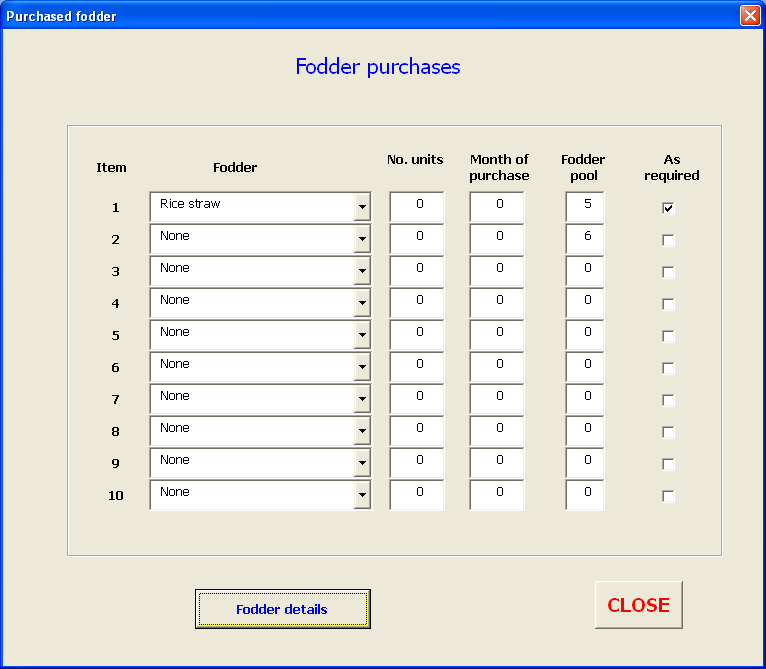 Purchased fodder
Fodder purchases
Item Fodder No. units Month of purchase Fodder pool As required
1 Rice straw 0 0 5
2 None 0 0 6
3 None 0 0 0
4 None 0 0 0
5 None 0 0 0
6 None 0 0 0
7 None 0 0 0
8 None 0 0 0
9 None 0 0 0
10 None 0 0 0
Fodder details
CLOSE